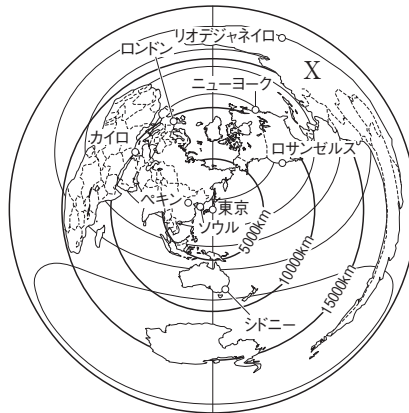 リオデジャネイロ
ロンドン
X
ニューヨーク
カイロ
ロサンゼルス
ペキン
東京
ソウル
5000km
10000km
15000km
シドニー